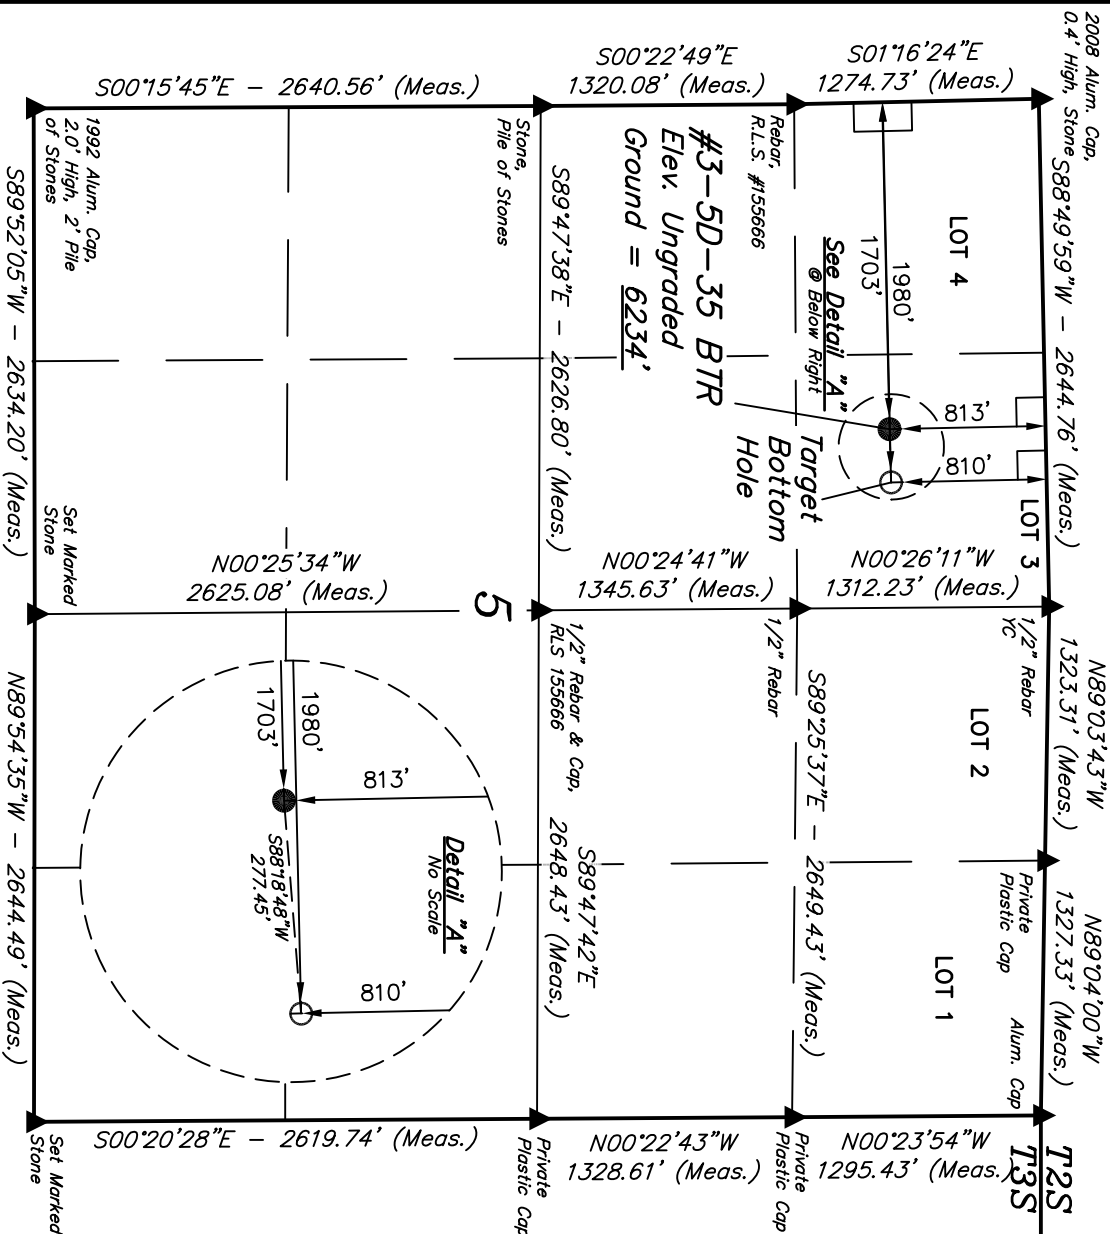 2008 Alum. Cap,
0.4' High, Stone
S88°49'59"W - 2644.76' (Meas.)
N89°03'43"W
1323.31' (Meas.)
N89°04'00"W
1327.33' (Meas.)
T2S
T3S
S01°16'24"E
1274.73' (Meas.)
S00°22'49"E
1320.08' (Meas.)
S00°15'45"E - 2640.56' (Meas.)
LOT 4
LOT 3
LOT 2
LOT 1
1/2" Rebar
YC
Private
Plastic Cap
Alum. Cap
1980'
1703'
813'
810'
See Detail "A"
@ Below Right
Target
Bottom
Hole
#3-5D-35 BTR
Elev. Ungraded
Ground = 6234'
Rebar,
R.L.S. #155666
N00°26'11"W
1312.23' (Meas.)
N00°23'54"W
1295.43' (Meas.)
S89°25'37"E - 2649.43' (Meas.)
1/2" Rebar
Private
Plastic Cap
N00°24'41"W
1345.63' (Meas.)
N00°22'43"W
1328.61' (Meas.)
S89°47'38"E - 2626.80' (Meas.)
S89°47'42"E
2648.43' (Meas.)
Stone,
Pile of Stones
1/2" Rebar & Cap,
RLS 155666
Private
Plastic Cap
5
Detail "A"
No Scale
813'
810'
1980'
1703'
S88°18'48"W
277.45'
N00°25'34"W
2625.08' (Meas.)
S00°20'28"E - 2619.74' (Meas.)
1992 Alum. Cap,
2.0' High, 2' Pile
of Stones
Set Marked
Stone
Set Marked
Stone
S89°52'05"W - 2634.20' (Meas.)
N89°54'35"W - 2644.49' (Meas.)